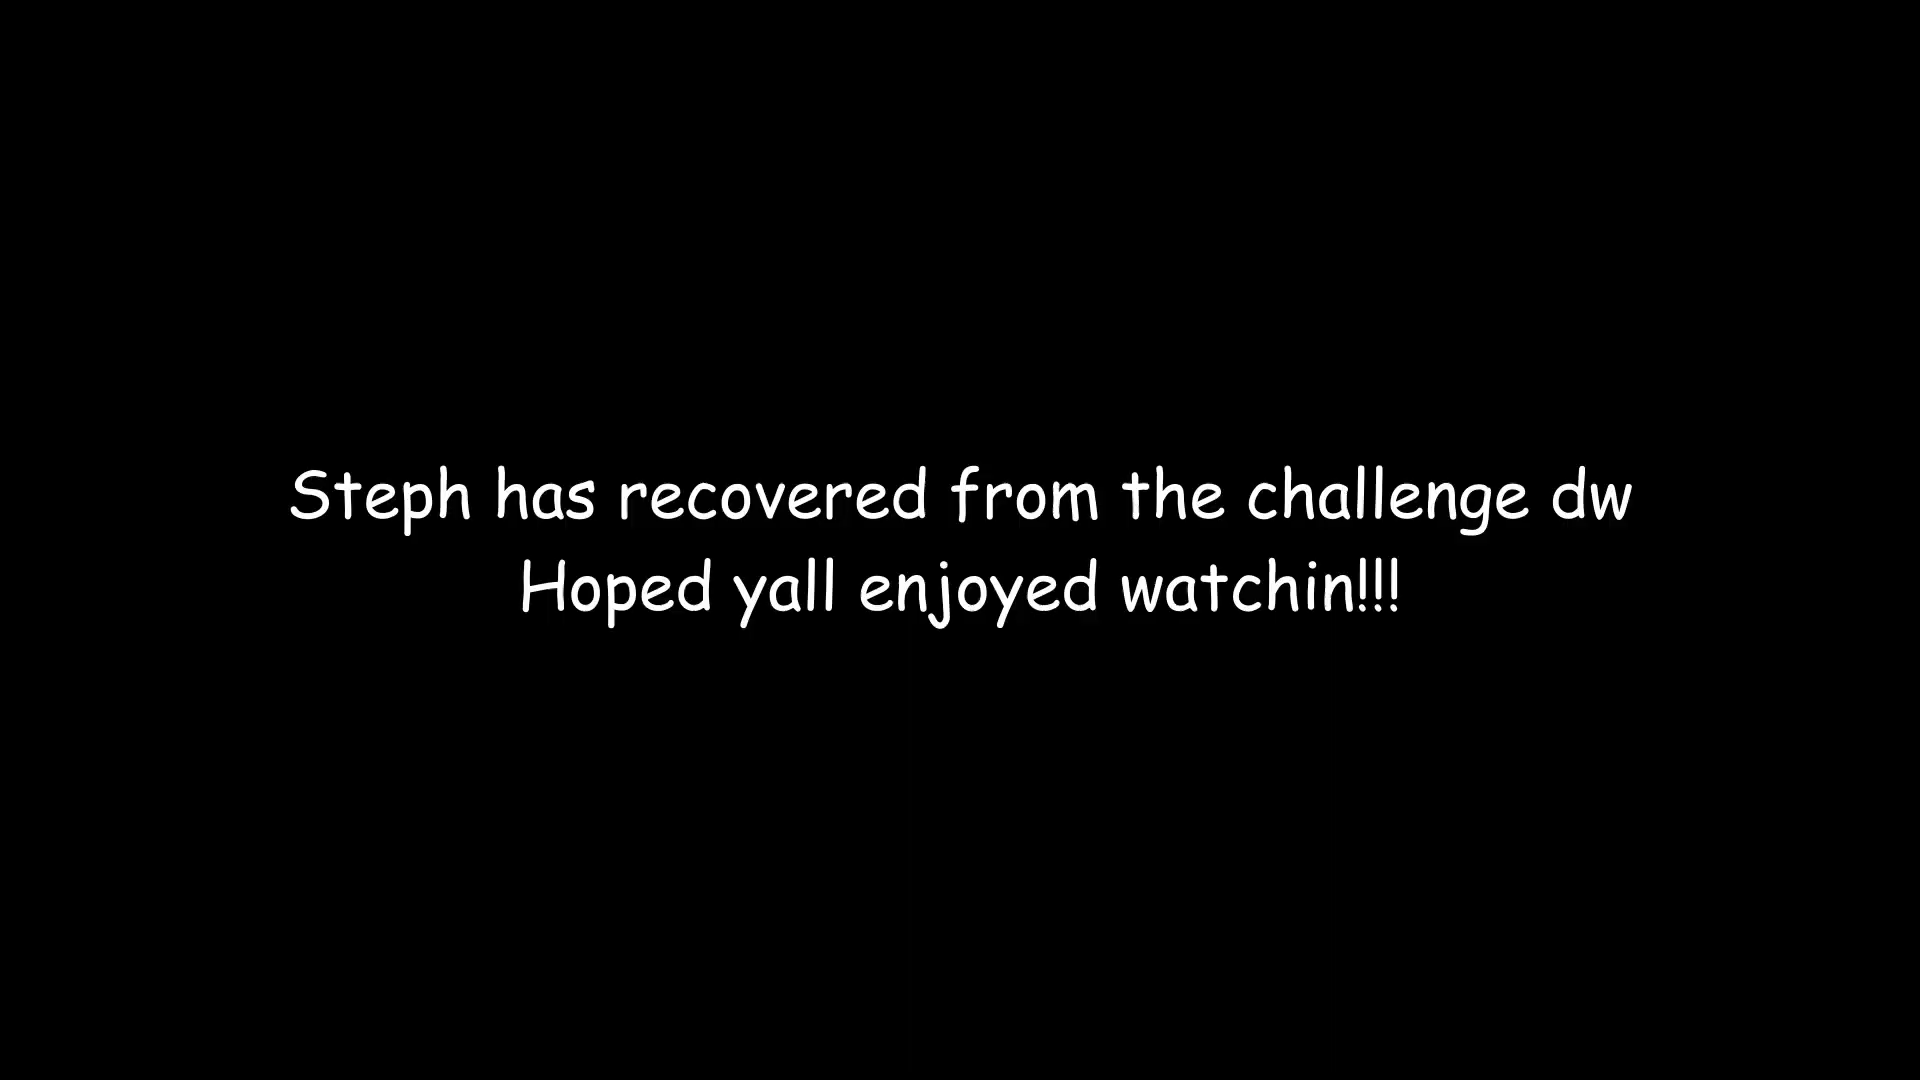 Steph has recovered from the challenge dw
Hoped yall enjoyed watchin!!!